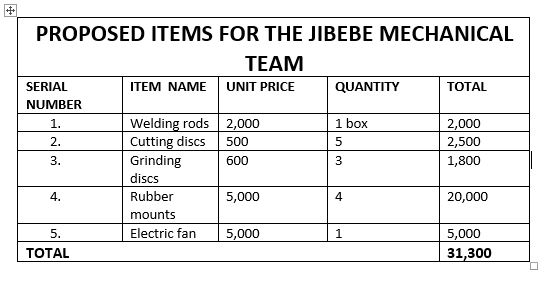 PROPOSED ITEMS FOR THE JIBEBE MECHANICAL
TEAM
SERIAL NUMBER ITEM NAME UNIT PRICE QUANTITY TOTAL
1. Welding rods 2,000 1 box 2,000
2. Cutting discs 500 5 2,500
3. Grinding discs 600 3 1,800
4. Rubber mounts 5,000 4 20,000
5. Electric fan 5,000 1 5,000
TOTAL 31,300